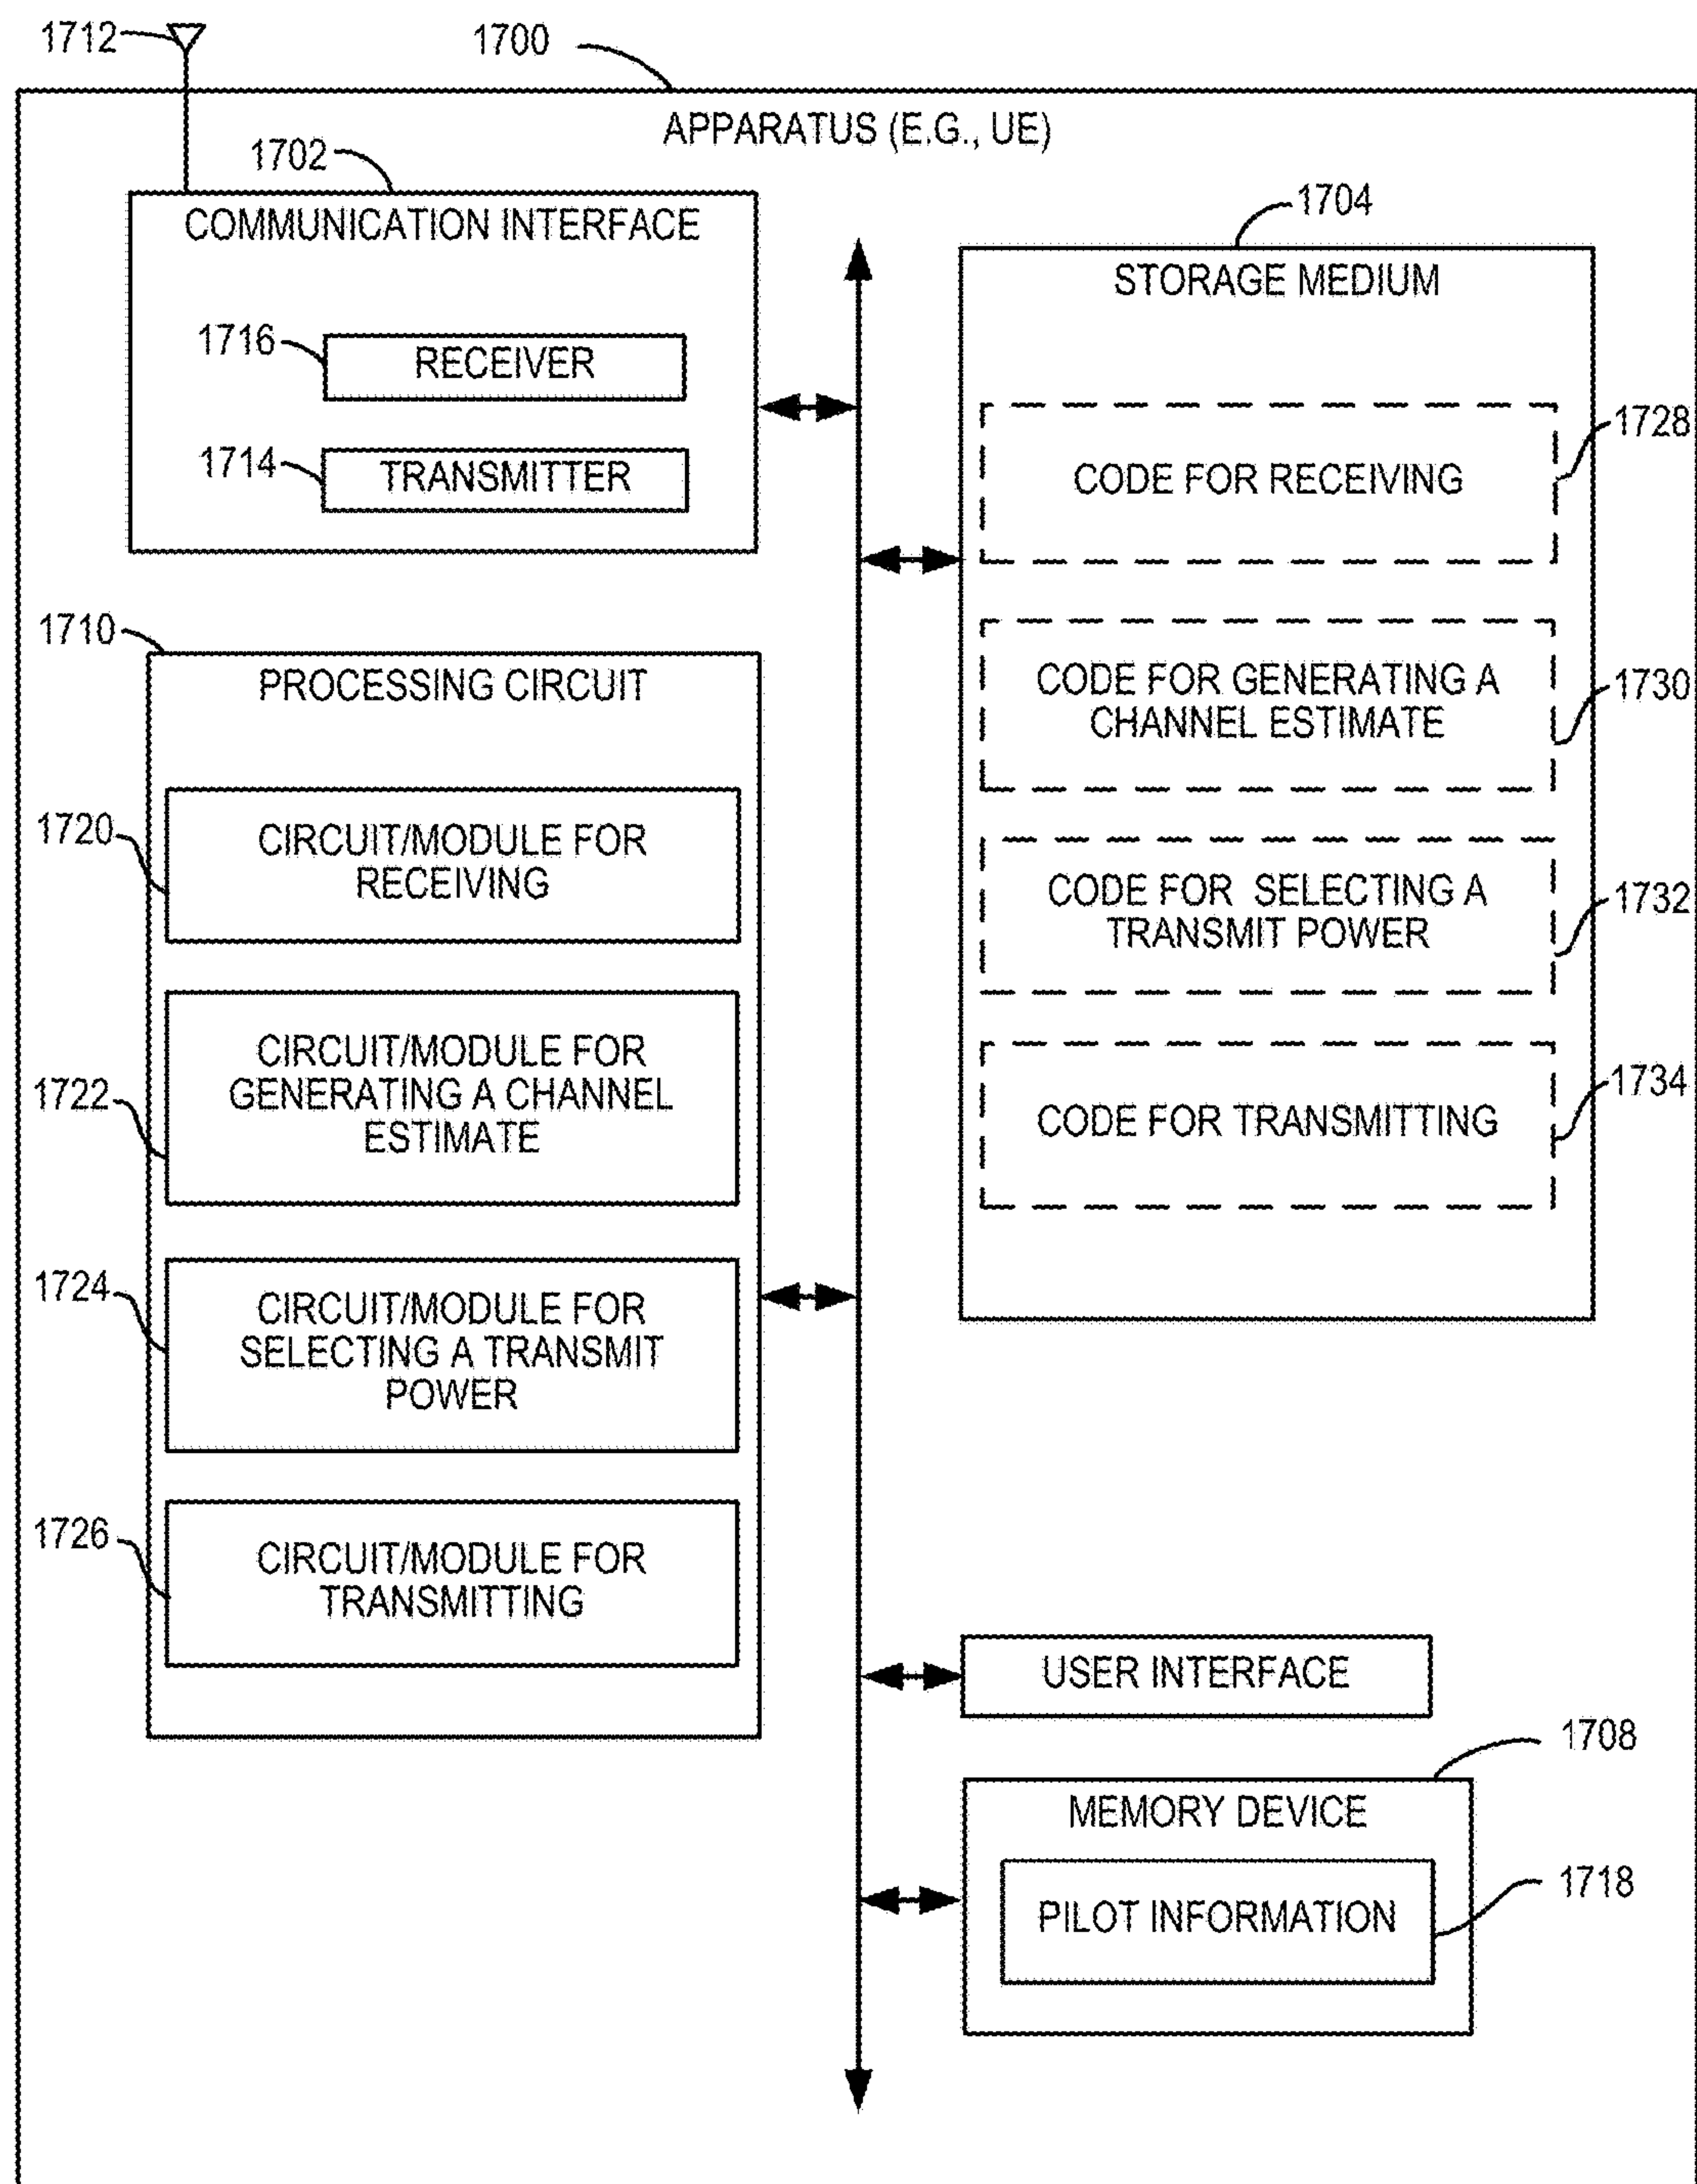 1712
1700
APPARATUS (E.G., UE)
1702
COMMUNICATION INTERFACE
1716
RECEIVER
1714
TRANSMITTER
1704
STORAGE MEDIUM
1728
CODE FOR RECEIVING
1730
CODE FOR GENERATING A
CHANNEL ESTIMATE
1732
CODE FOR SELECTING A
TRANSMIT POWER
1734
CODE FOR TRANSMITTING
1710
PROCESSING CIRCUIT
1720
CIRCUIT/MODULE FOR
RECEIVING
1722
CIRCUIT/MODULE FOR
GENERATING A CHANNEL
ESTIMATE
1724
CIRCUIT/MODULE FOR
SELECTING A TRANSMIT
POWER
1726
CIRCUIT/MODULE FOR
TRANSMITTING
USER INTERFACE
1708
MEMORY DEVICE
1718
PILOT INFORMATION